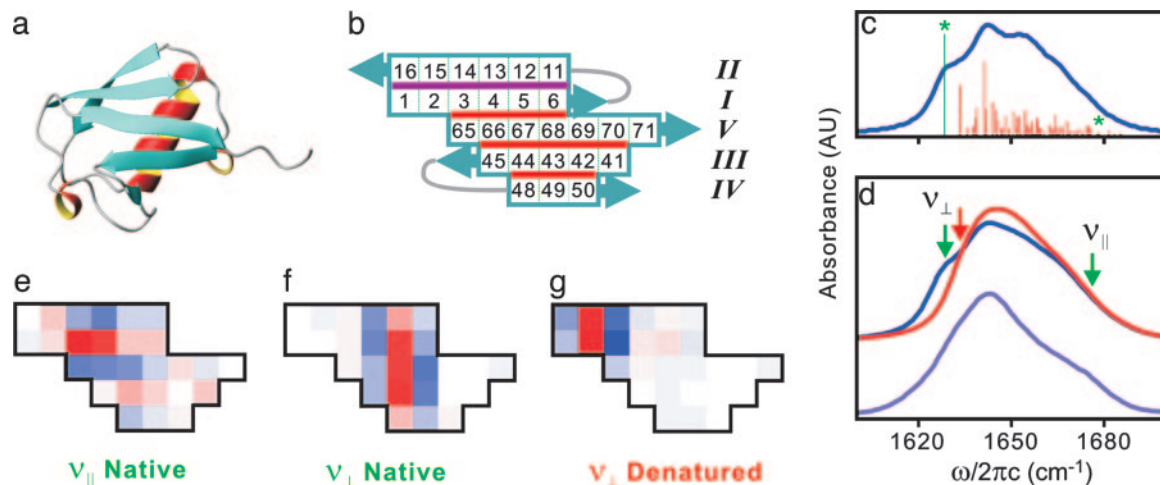 a
b
16 15 14 13 12 11 II
1 2 3 4 5 6 I
65 66 67 68 69 70 71 V
45 44 43 42 41 III
48 49 50 IV
c
*
*
d
ν⊥
ν||
Absorbance (AU)
1620 1650 1680
ω/2πc (cm-1)
e
f
g
ν|| Native
ν⊥ Native
ν⊥ Denatured